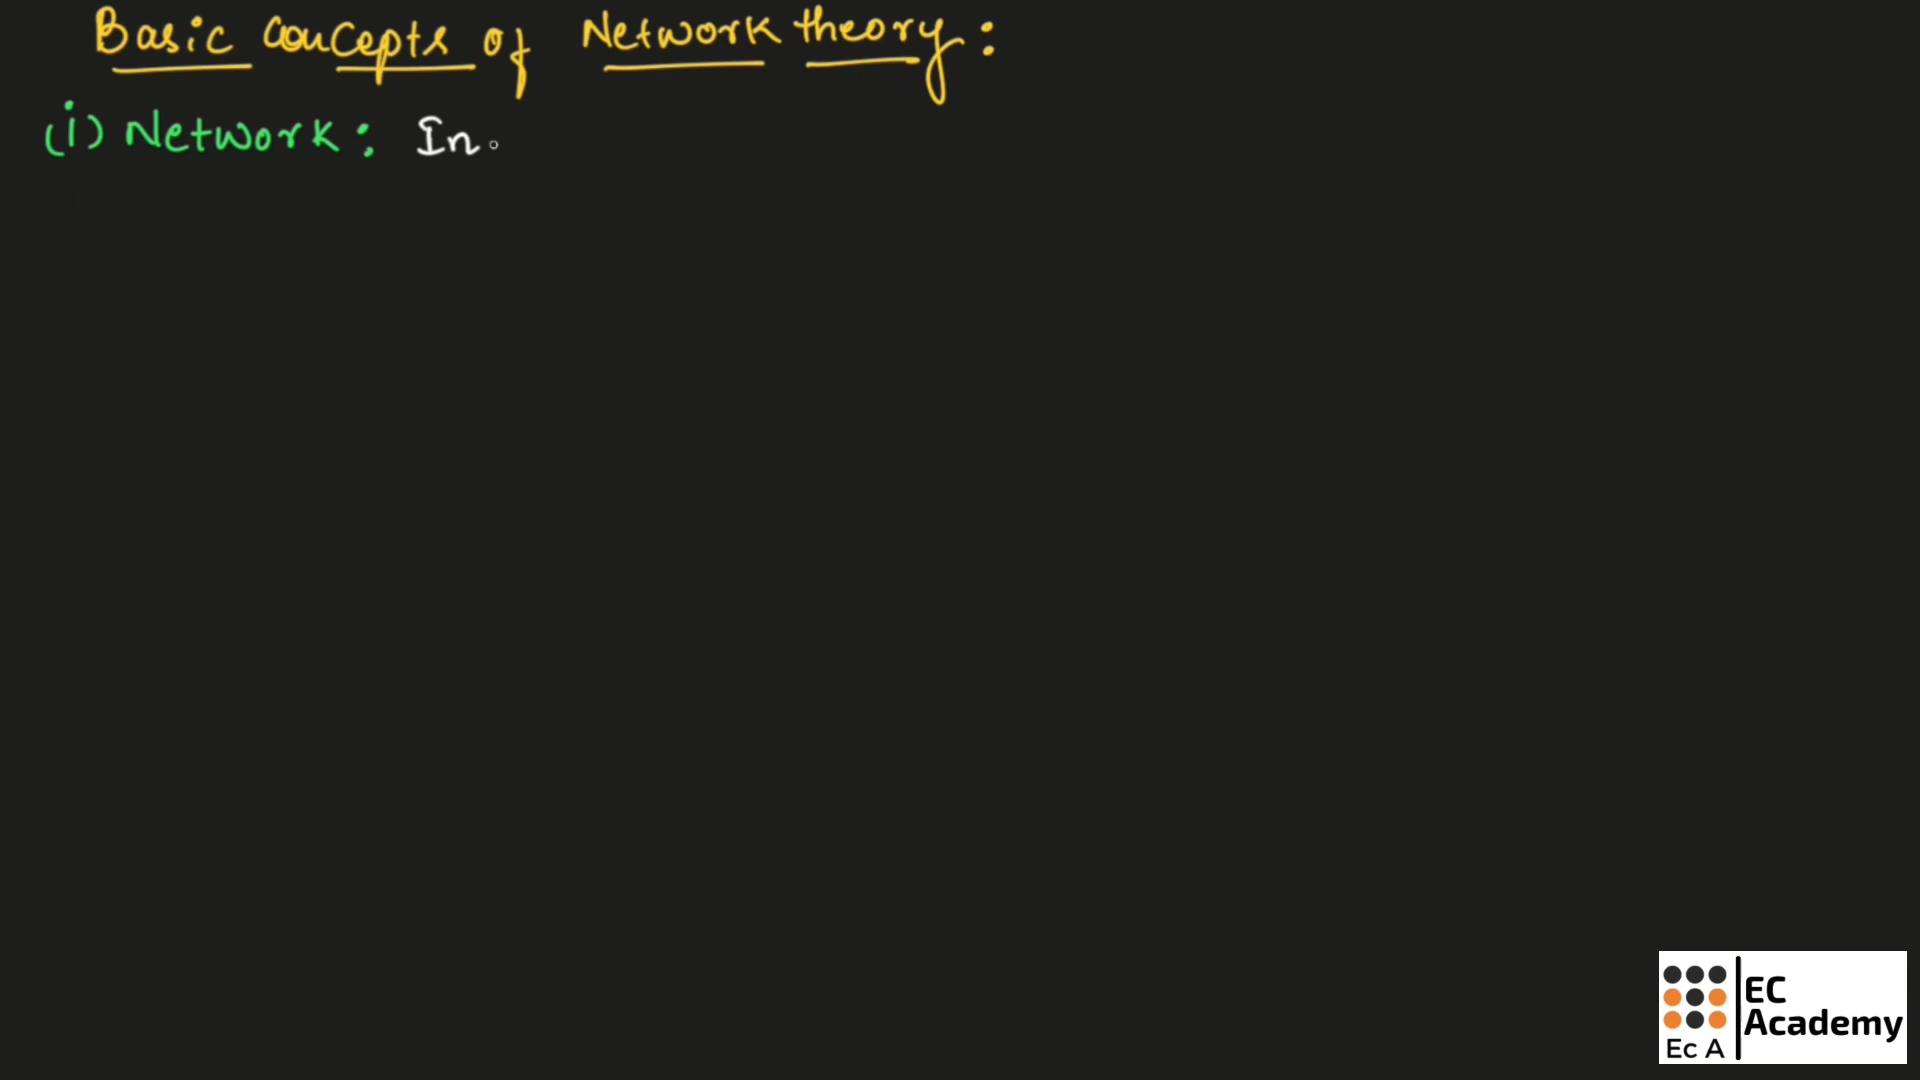 Basic Concepts of Network theory:
(i) Network: In
EC
Academy
Ec A